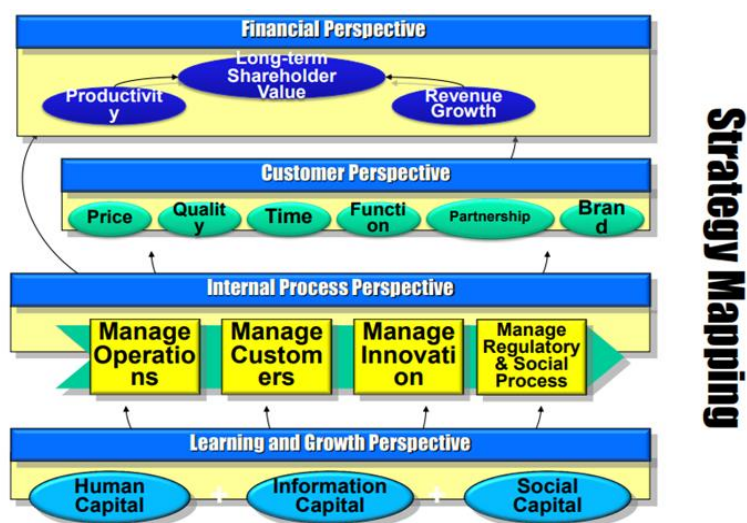 Financial Perspective
Long-term
Shareholder
Value
Productivit
y
Revenue
Growth
Customer Perspective
Price
Qualit
y
Time
Functi
on
Partnership
Bran
d
Internal Process Perspective
Manage
Operatio
ns
Manage
Custom
ers
Manage
Innovati
on
Manage
Regulatory
& Social
Process
Learning and Growth Perspective
Human
Capital
+
Information
Capital
+
Social
Capital
Strategy Mapping